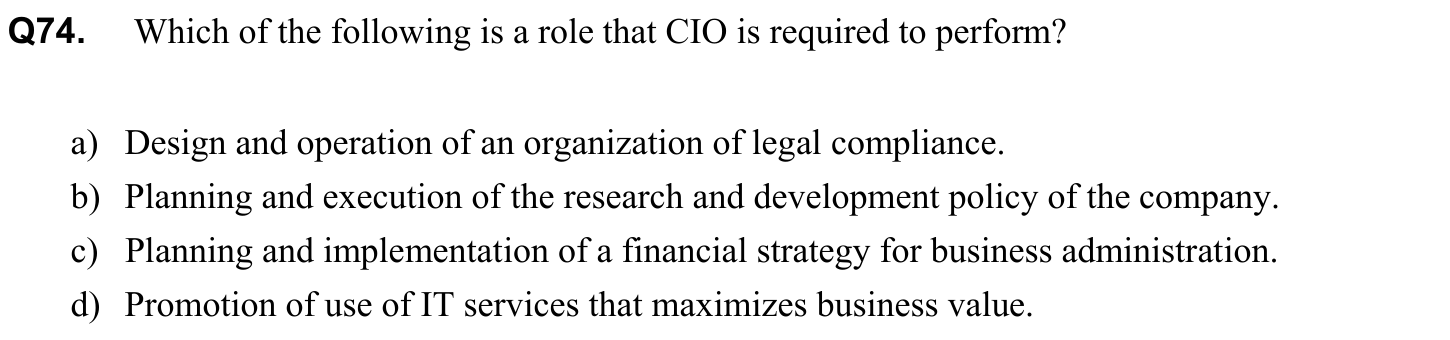 Q74. Which of the following is a role that CIO is required to perform?
a) Design and operation of an organization of legal compliance.
b) Planning and execution of the research and development policy of the company.
c) Planning and implementation of a financial strategy for business administration.
d) Promotion of use of IT services that maximizes business value.